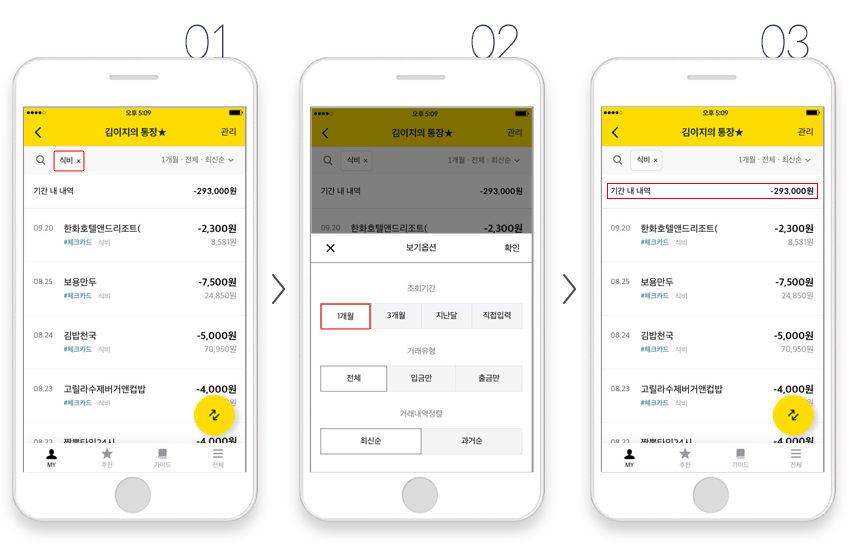 01
오후 5:09
김이지의 통장★
관리
식비 ×
1개월 · 전체 · 최신순
기간 내 내역
-293,000원
09.20
한화호텔앤드리조트(
-2,300원
#체크카드 식비
8,581원
08.25
보용만두
-7,500원
#체크카드 식비
24,850원
08.24
김밥천국
-5,000원
#체크카드 식비
70,950원
08.23
고릴라수제버거앤컵밥
-4,000원
#체크카드 식비
08.22
짬뽕타임24시
-4,000원
MY
추천
가이드
전체
02
오후 5:09
김이지의 통장★
관리
식비 ×
1개월 · 전체 · 최신순
기간 내 내역
-293,000원
09.20
한화호텔앤드리조트(
-2,300원
보기옵션
확인
조회기간
1개월
3개월
지난달
직접입력
거래유형
전체
입금만
출금만
거래내역정렬
최신순
과거순
03
오후 5:09
김이지의 통장★
관리
식비 ×
1개월 · 전체 · 최신순
기간 내 내역
-293,000원
09.20
한화호텔앤드리조트(
-2,300원
#체크카드 식비
8,581원
08.25
보용만두
-7,500원
#체크카드 식비
24,850원
08.24
김밥천국
-5,000원
#체크카드 식비
70,950원
08.23
고릴라수제버거앤컵밥
-4,000원
#체크카드 식비
08.22
짬뽕타임24시
-4,000원
MY
추천
가이드
전체